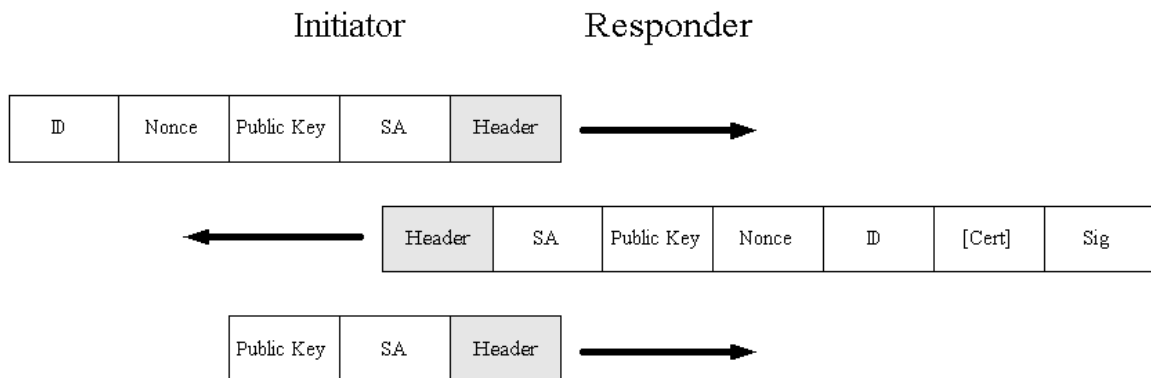 Initiator Responder
ID Nonce Public Key SA Header
Header SA Public Key Nonce ID [Cert] Sig
Public Key SA Header